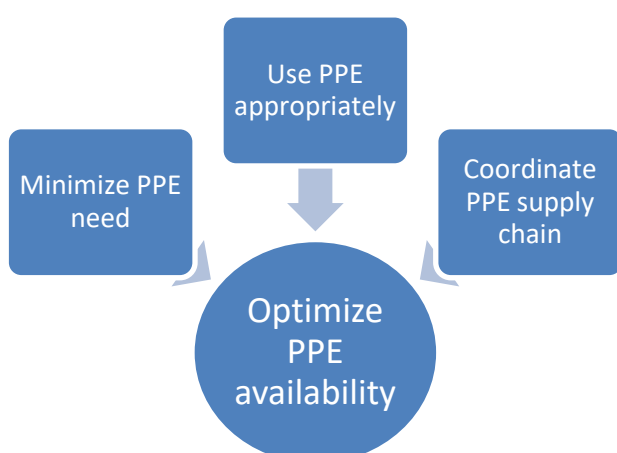 Use PPE
appropriately
Minimize PPE
need
Coordinate
PPE supply
chain
Optimize
PPE
availability